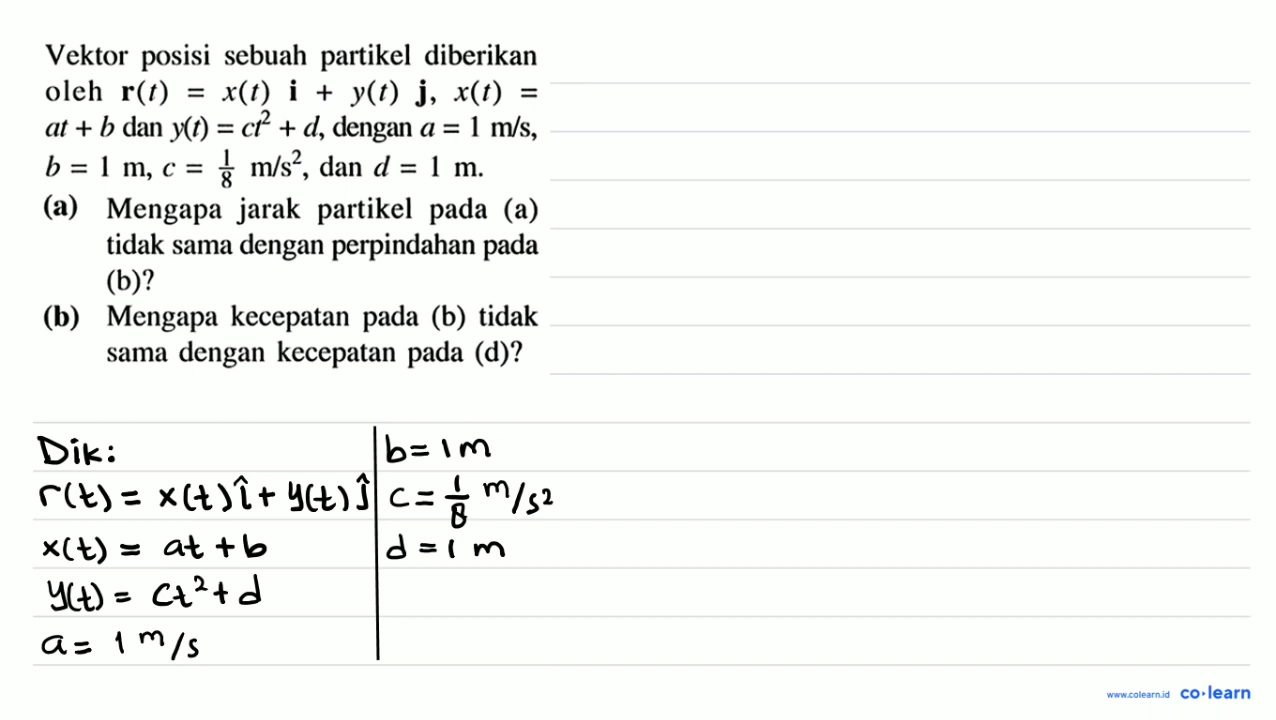 Vektor posisi sebuah partikel diberikan
oleh r(t) = x(t) i + y(t) j, x(t) =
at + b dan y(t) = ct² + d, dengan a = 1 m/s,
b = 1 m, c = 1/8 m/s², dan d = 1 m.
(a) Mengapa jarak partikel pada (a)
tidak sama dengan perpindahan pada
(b)?
(b) Mengapa kecepatan pada (b) tidak
sama dengan kecepatan pada (d)?
Dik:
r(t) = x(t) î + y(t) ĵ
x(t) = at + b
y(t) = ct² + d
a = 1 m/s
b = 1 m
c = 1/8 m/s²
d = 1 m
www.colearn.id co·learn